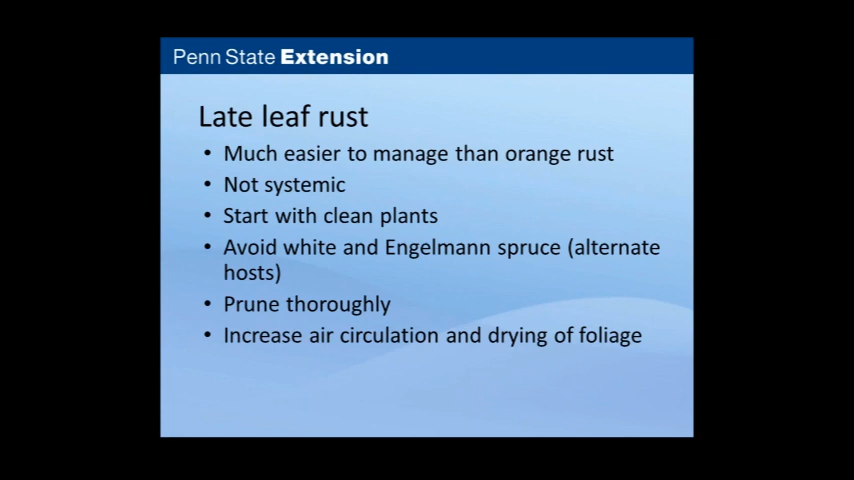 Penn State Extension
Late leaf rust
• Much easier to manage than orange rust
• Not systemic
• Start with clean plants
• Avoid white and Engelmann spruce (alternate
hosts)
• Prune thoroughly
• Increase air circulation and drying of foliage